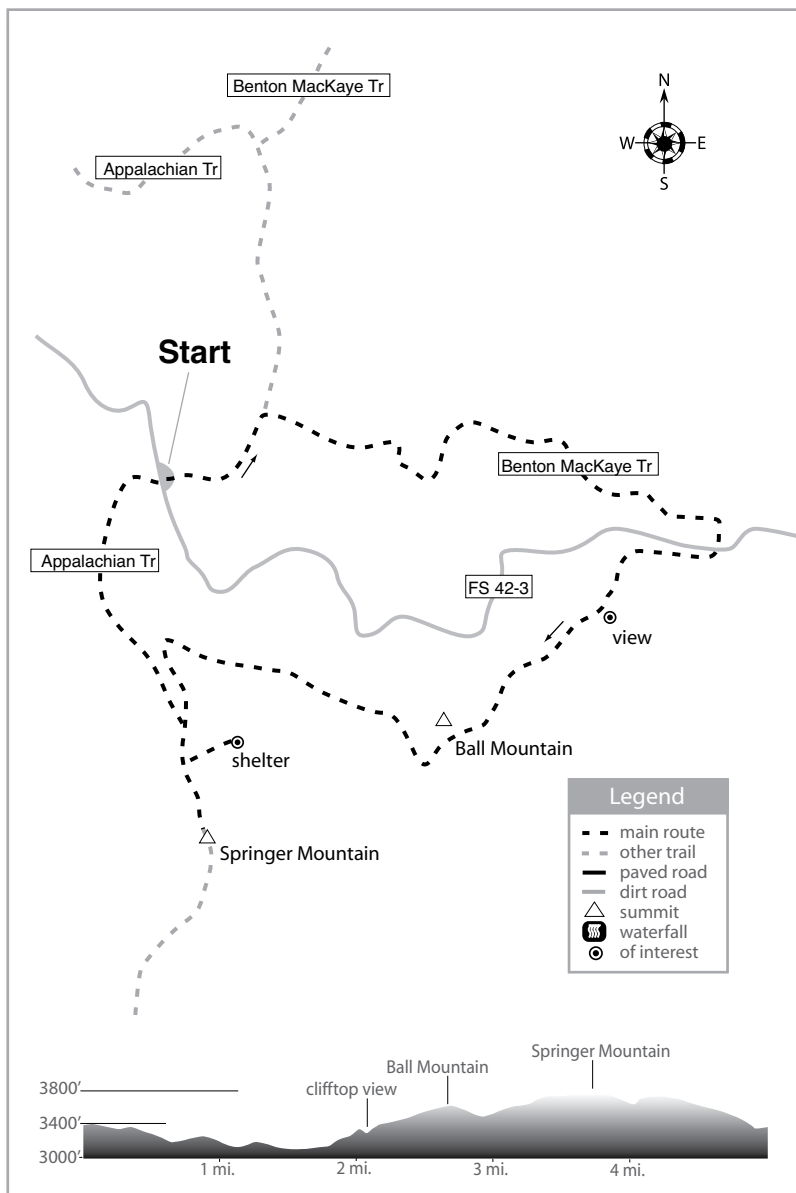 Benton MacKaye Tr
N
W
E
S
Appalachian Tr
Start
Benton MacKaye Tr
Appalachian Tr
FS 42-3
view
Ball Mountain
shelter
Springer Mountain
Legend
main route
other trail
paved road
dirt road
summit
waterfall
of interest
Springer Mountain
Ball Mountain
clifftop view
3800’
3400’
3000’
1 mi.
2 mi.
3 mi.
4 mi.